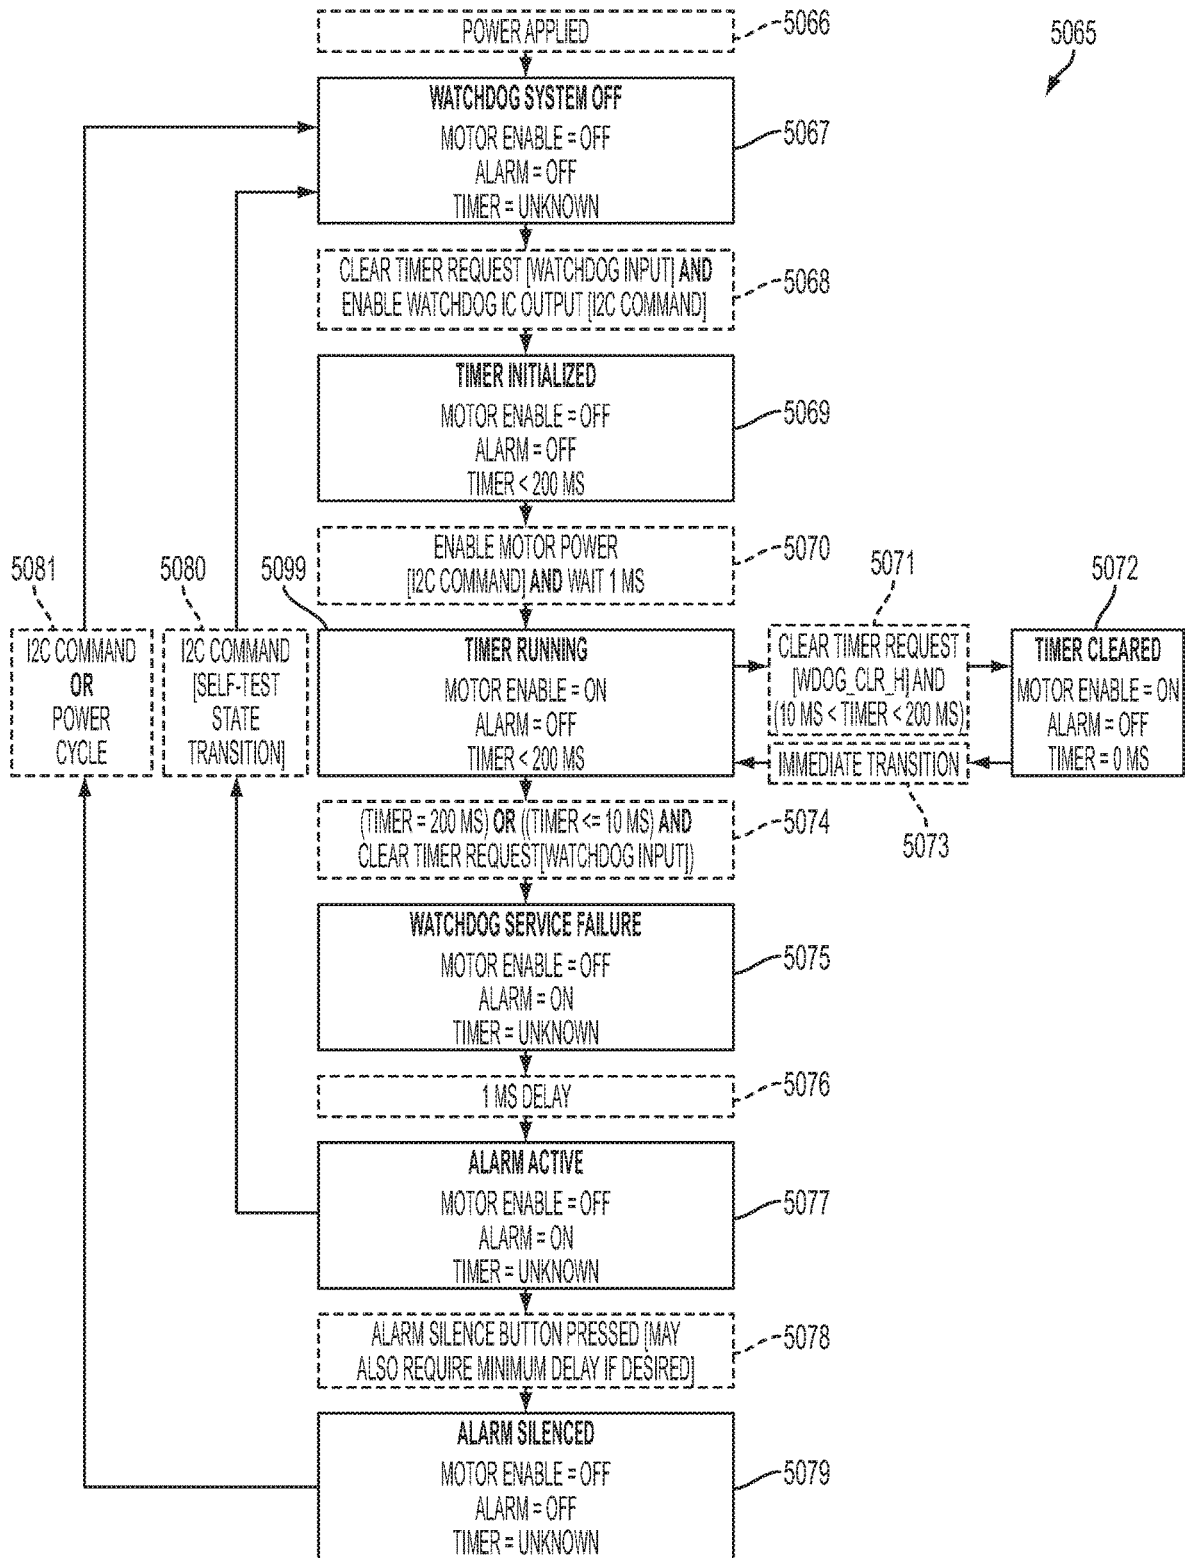 POWER APPLIED
5066
5065
WATCHDOG SYSTEM OFF
MOTOR ENABLE = OFF
ALARM = OFF
TIMER = UNKNOWN
5067
CLEAR TIMER REQUEST [WATCHDOG INPUT] AND
ENABLE WATCHDOG IC OUTPUT [I2C COMMAND]
5068
TIMER INITIALIZED
MOTOR ENABLE = OFF
ALARM = OFF
TIMER < 200 MS
5069
ENABLE MOTOR POWER
[I2C COMMAND] AND WAIT 1 MS
5070
5081
I2C COMMAND
OR
POWER
CYCLE
5080
I2C COMMAND
[SELF-TEST
STATE
TRANSITION]
5099
TIMER RUNNING
MOTOR ENABLE = ON
ALARM = OFF
TIMER < 200 MS
5071
CLEAR TIMER REQUEST
[WDOG_CLR_H] AND
(10 MS < TIMER < 200 MS)
5072
TIMER CLEARED
MOTOR ENABLE = ON
ALARM = OFF
TIMER = 0 MS
IMMEDIATE TRANSITION
5073
(TIMER = 200 MS) OR ((TIMER <= 10 MS) AND
CLEAR TIMER REQUEST[WATCHDOG INPUT])
5074
WATCHDOG SERVICE FAILURE
MOTOR ENABLE = OFF
ALARM = ON
TIMER = UNKNOWN
5075
1 MS DELAY
5076
ALARM ACTIVE
MOTOR ENABLE = OFF
ALARM = ON
TIMER = UNKNOWN
5077
ALARM SILENCE BUTTON PRESSED [MAY
ALSO REQUIRE MINIMUM DELAY IF DESIRED]
5078
ALARM SILENCED
MOTOR ENABLE = OFF
ALARM = OFF
TIMER = UNKNOWN
5079